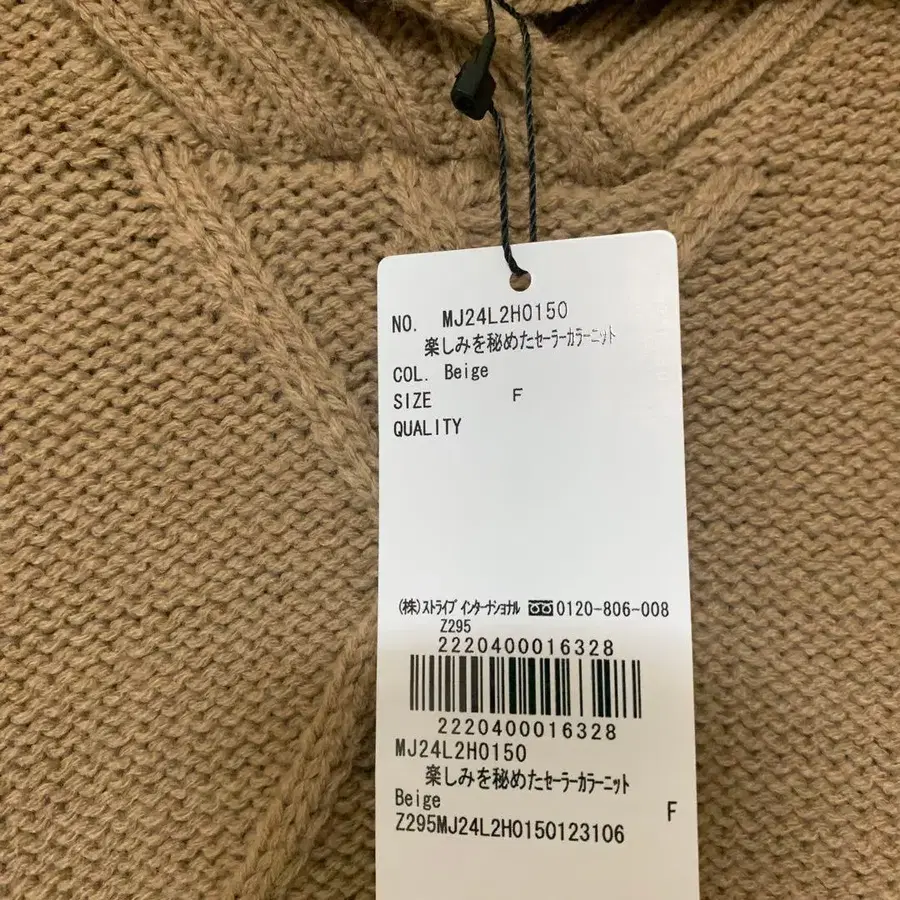 NO. MJ24L2H0150
楽しみを秘めたセーラーカラーニット
COL. Beige
SIZE F
QUALITY
(株)ストライプ インターナショナル 0120-806-008
Z295
2220400016328
2220400016328
MJ24L2H0150
楽しみを秘めたセーラーカラーニット
Beige F
Z295MJ24L2H0150123106